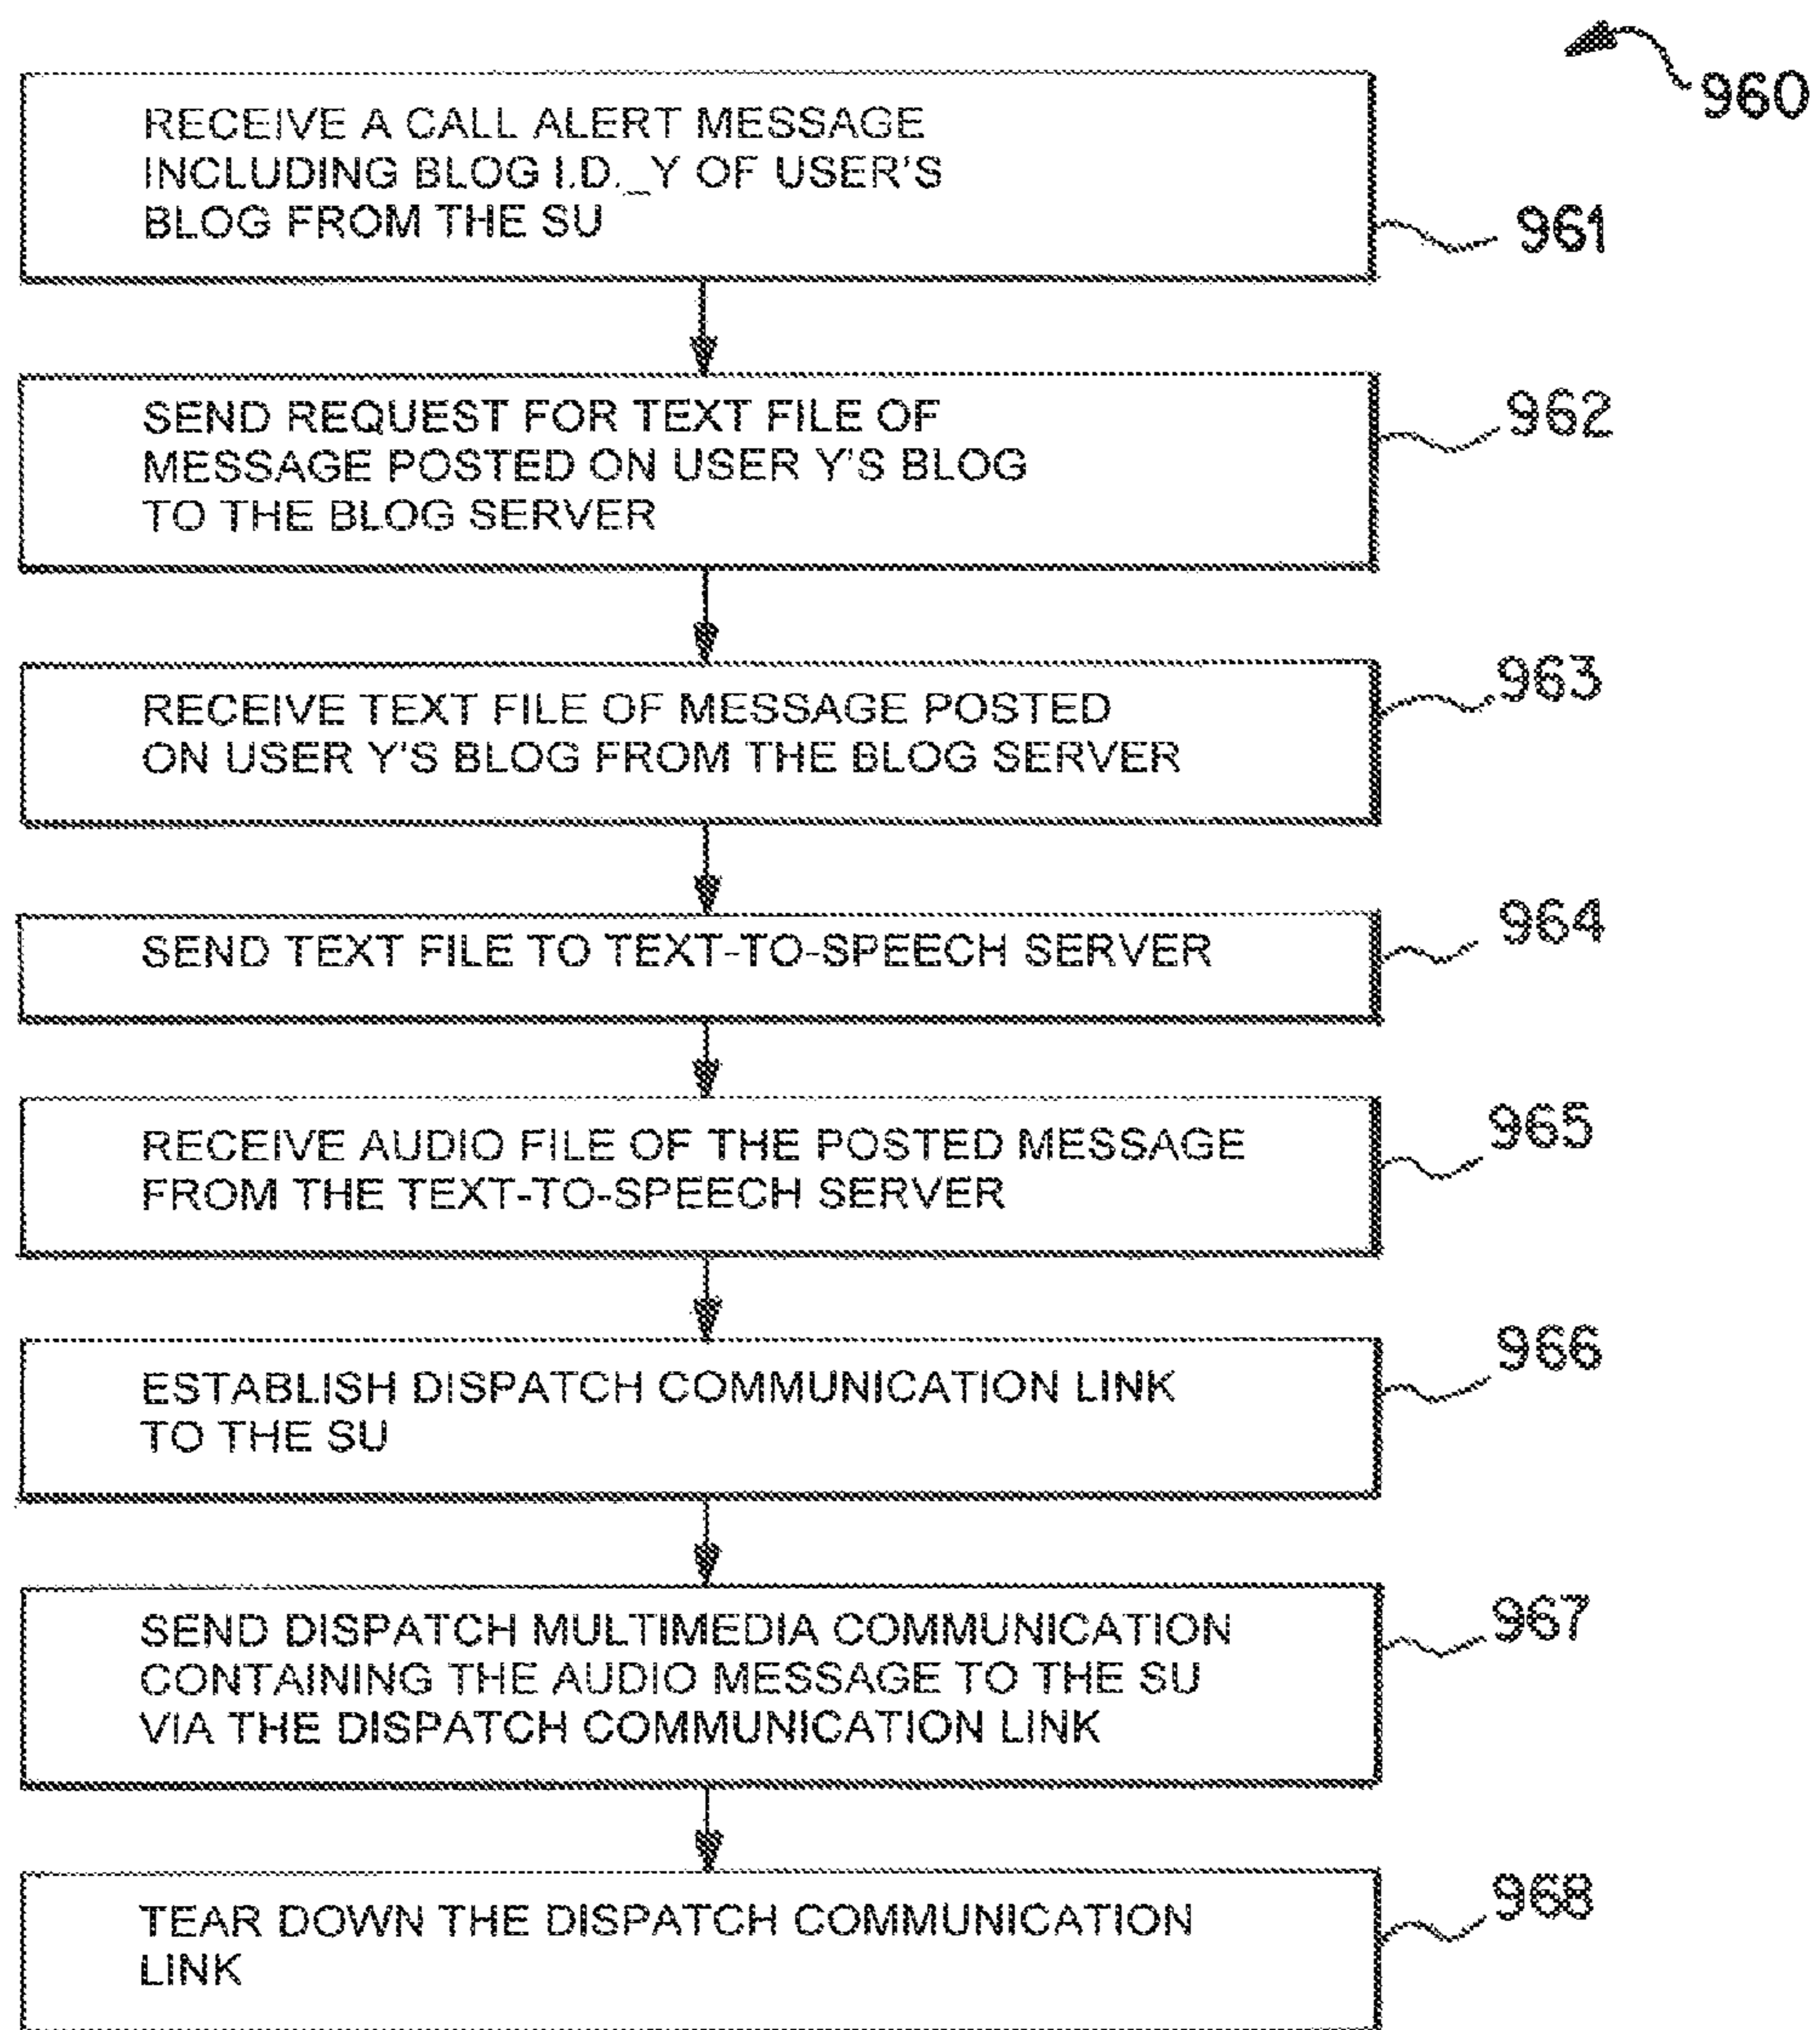 960
RECEIVE A CALL ALERT MESSAGE
INCLUDING BLOG I.D._Y OF USER'S
BLOG FROM THE SU
961
SEND REQUEST FOR TEXT FILE OF
MESSAGE POSTED ON USER Y'S BLOG
TO THE BLOG SERVER
962
RECEIVE TEXT FILE OF MESSAGE POSTED
ON USER Y'S BLOG FROM THE BLOG SERVER
963
SEND TEXT FILE TO TEXT-TO-SPEECH SERVER
964
RECEIVE AUDIO FILE OF THE POSTED MESSAGE
FROM THE TEXT-TO-SPEECH SERVER
965
ESTABLISH DISPATCH COMMUNICATION LINK
TO THE SU
966
SEND DISPATCH MULTIMEDIA COMMUNICATION
CONTAINING THE AUDIO MESSAGE TO THE SU
VIA THE DISPATCH COMMUNICATION LINK
967
TEAR DOWN THE DISPATCH COMMUNICATION
LINK
968